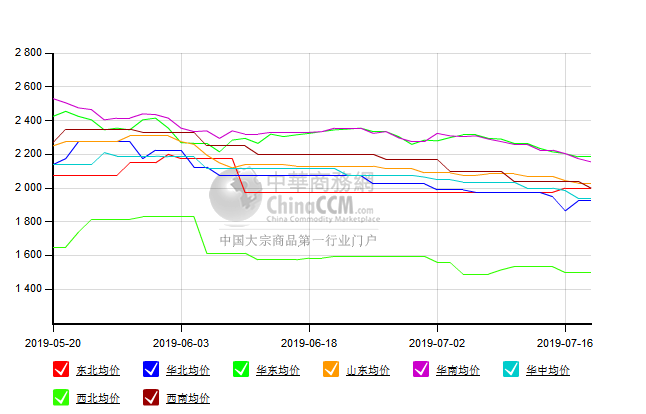 2 800
2 600
2 400
2 200
2 000
1 800
1 600
1 400
中華商務網
ChinaCCM.com
China Commodity Marketplace
中国大宗商品第一行业门户
2019-05-20 2019-06-03 2019-06-18 2019-07-02 2019-07-16
东北均价 华北均价 华东均价 山东均价 华南均价 华中均价
西北均价 西南均价